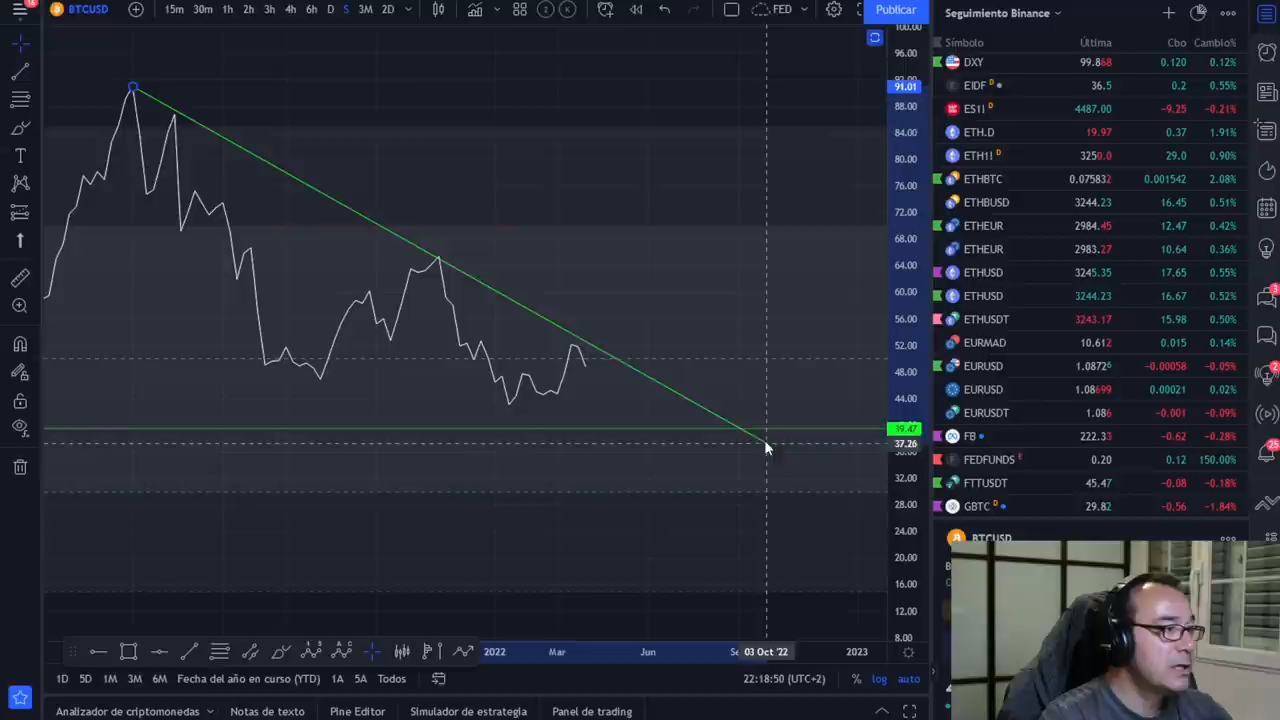 16
BTCUSD
15m 30m 1h 2h 3h 4h 6h D S 3M 2D
FED
Publicar
Seguimiento Binance
Símbolo Última Cbo Cambio%
DXY 99.868 0.120 0.12%
EIDF D 36.5 0.2 0.55%
ES1! D 4487.00 -9.25 -0.21%
ETH.D 19.97 0.37 1.91%
ETH1! D 3250.0 29.0 0.90%
ETHBTC 0.075832 0.001542 2.08%
ETHBUSD 3244.23 16.45 0.51%
ETHEUR 2984.45 12.47 0.42%
ETHEUR 2983.27 10.64 0.36%
ETHUSD 3245.35 17.65 0.55%
ETHUSD 3244.23 16.67 0.52%
ETHUSDT 3243.17 15.98 0.50%
EURMAD 10.612 0.015 0.14%
EURUSD 1.08726 -0.00058 -0.05%
EURUSD 1.08699 0.00021 0.02%
EURUSDT 1.086 -0.001 -0.09%
FB 222.33 -0.62 -0.28%
FEDFUNDS E 0.20 0.12 150.00%
FTTUSDT 45.47 -0.08 -0.18%
GBTC D 29.82 -0.56 -1.84%
BTCUSD
100.00
96.00
92.00
91.01
88.00
84.00
80.00
76.00
72.00
68.00
64.00
60.00
56.00
52.00
48.00
44.00
39.47
37.26
36.00
32.00
28.00
24.00
20.00
16.00
12.00
8.00
3
2
25
2022 Mar Jun Se 03 Oct '22 2023
1D 5D 1M 3M 6M Fecha del año en curso (YTD) 1A 5A Todos
22:18:50 (UTC+2) % log auto
Analizador de criptomonedas Notas de texto Pine Editor Simulador de estrategia Panel de trading